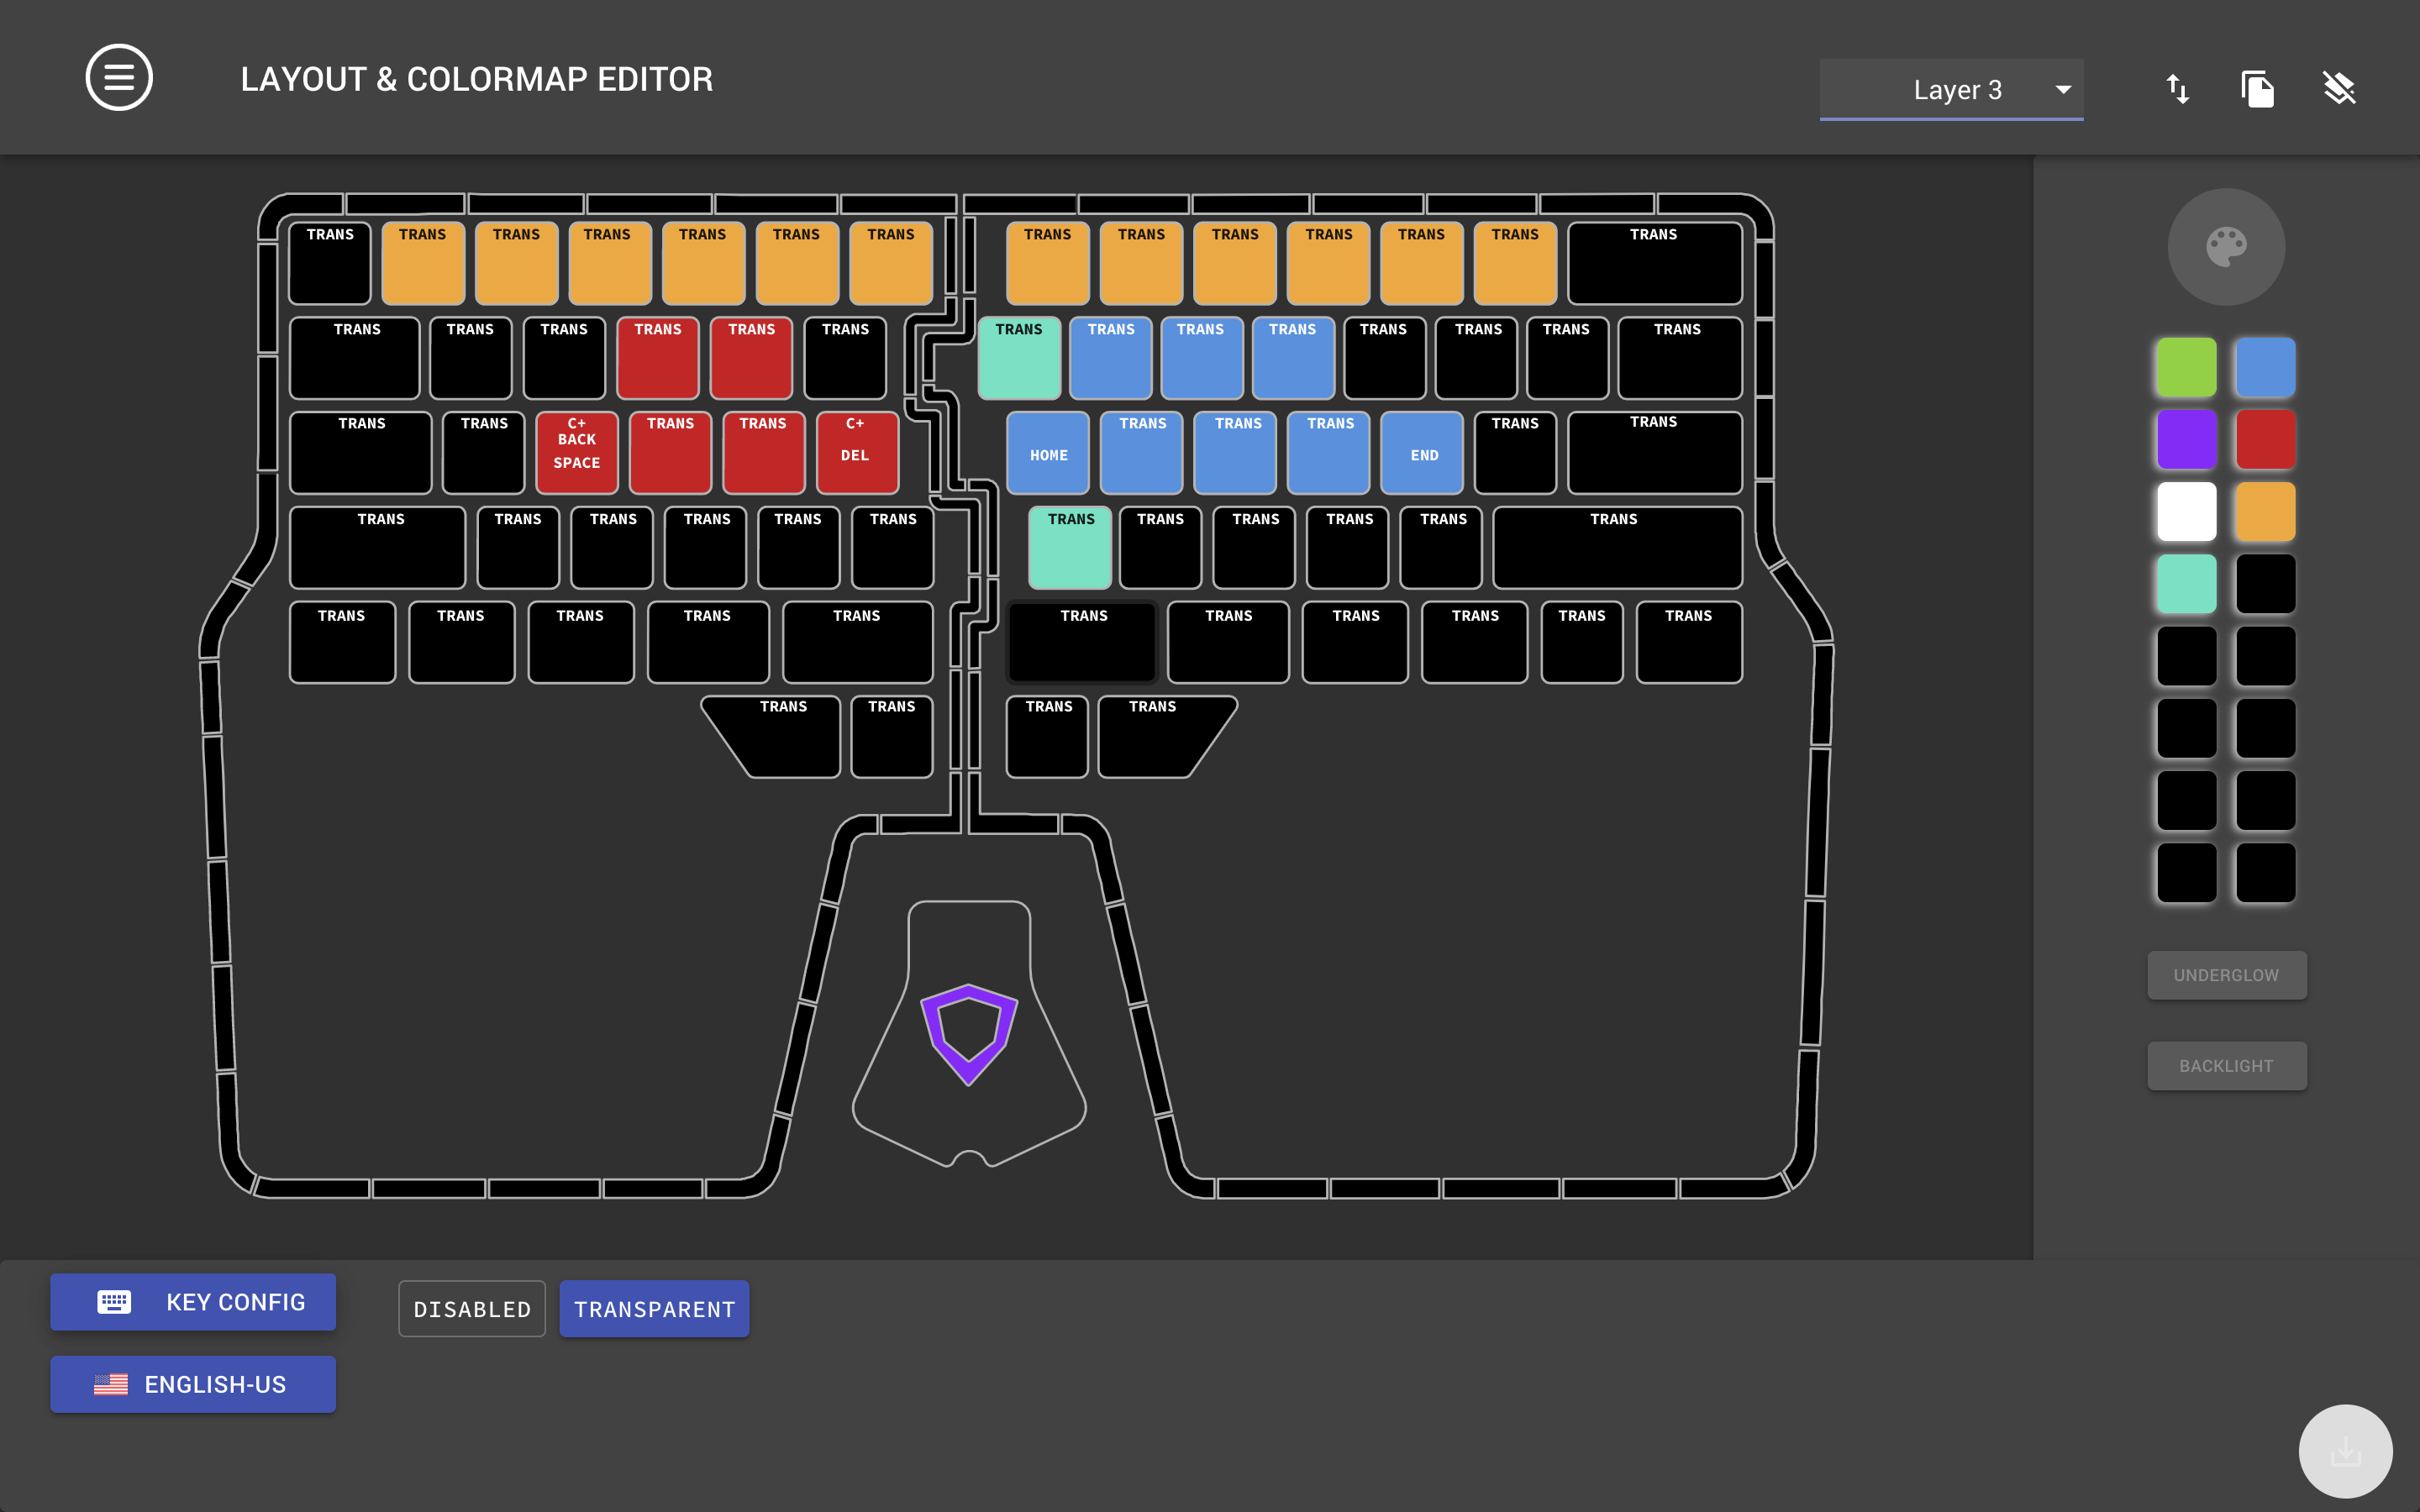 LAYOUT & COLORMAP EDITOR
Layer 3
TRANS TRANS TRANS TRANS TRANS TRANS TRANS TRANS TRANS TRANS TRANS TRANS TRANS TRANS
TRANS TRANS TRANS TRANS TRANS TRANS TRANS TRANS TRANS TRANS TRANS TRANS TRANS TRANS
TRANS TRANS C+ BACK SPACE TRANS TRANS C+ DEL HOME TRANS TRANS TRANS END TRANS TRANS
TRANS TRANS TRANS TRANS TRANS TRANS TRANS TRANS TRANS TRANS TRANS TRANS
TRANS TRANS TRANS TRANS TRANS TRANS TRANS TRANS TRANS TRANS TRANS
TRANS TRANS TRANS TRANS
UNDERGLOW
BACKLIGHT
KEY CONFIG
DISABLED TRANSPARENT
ENGLISH-US